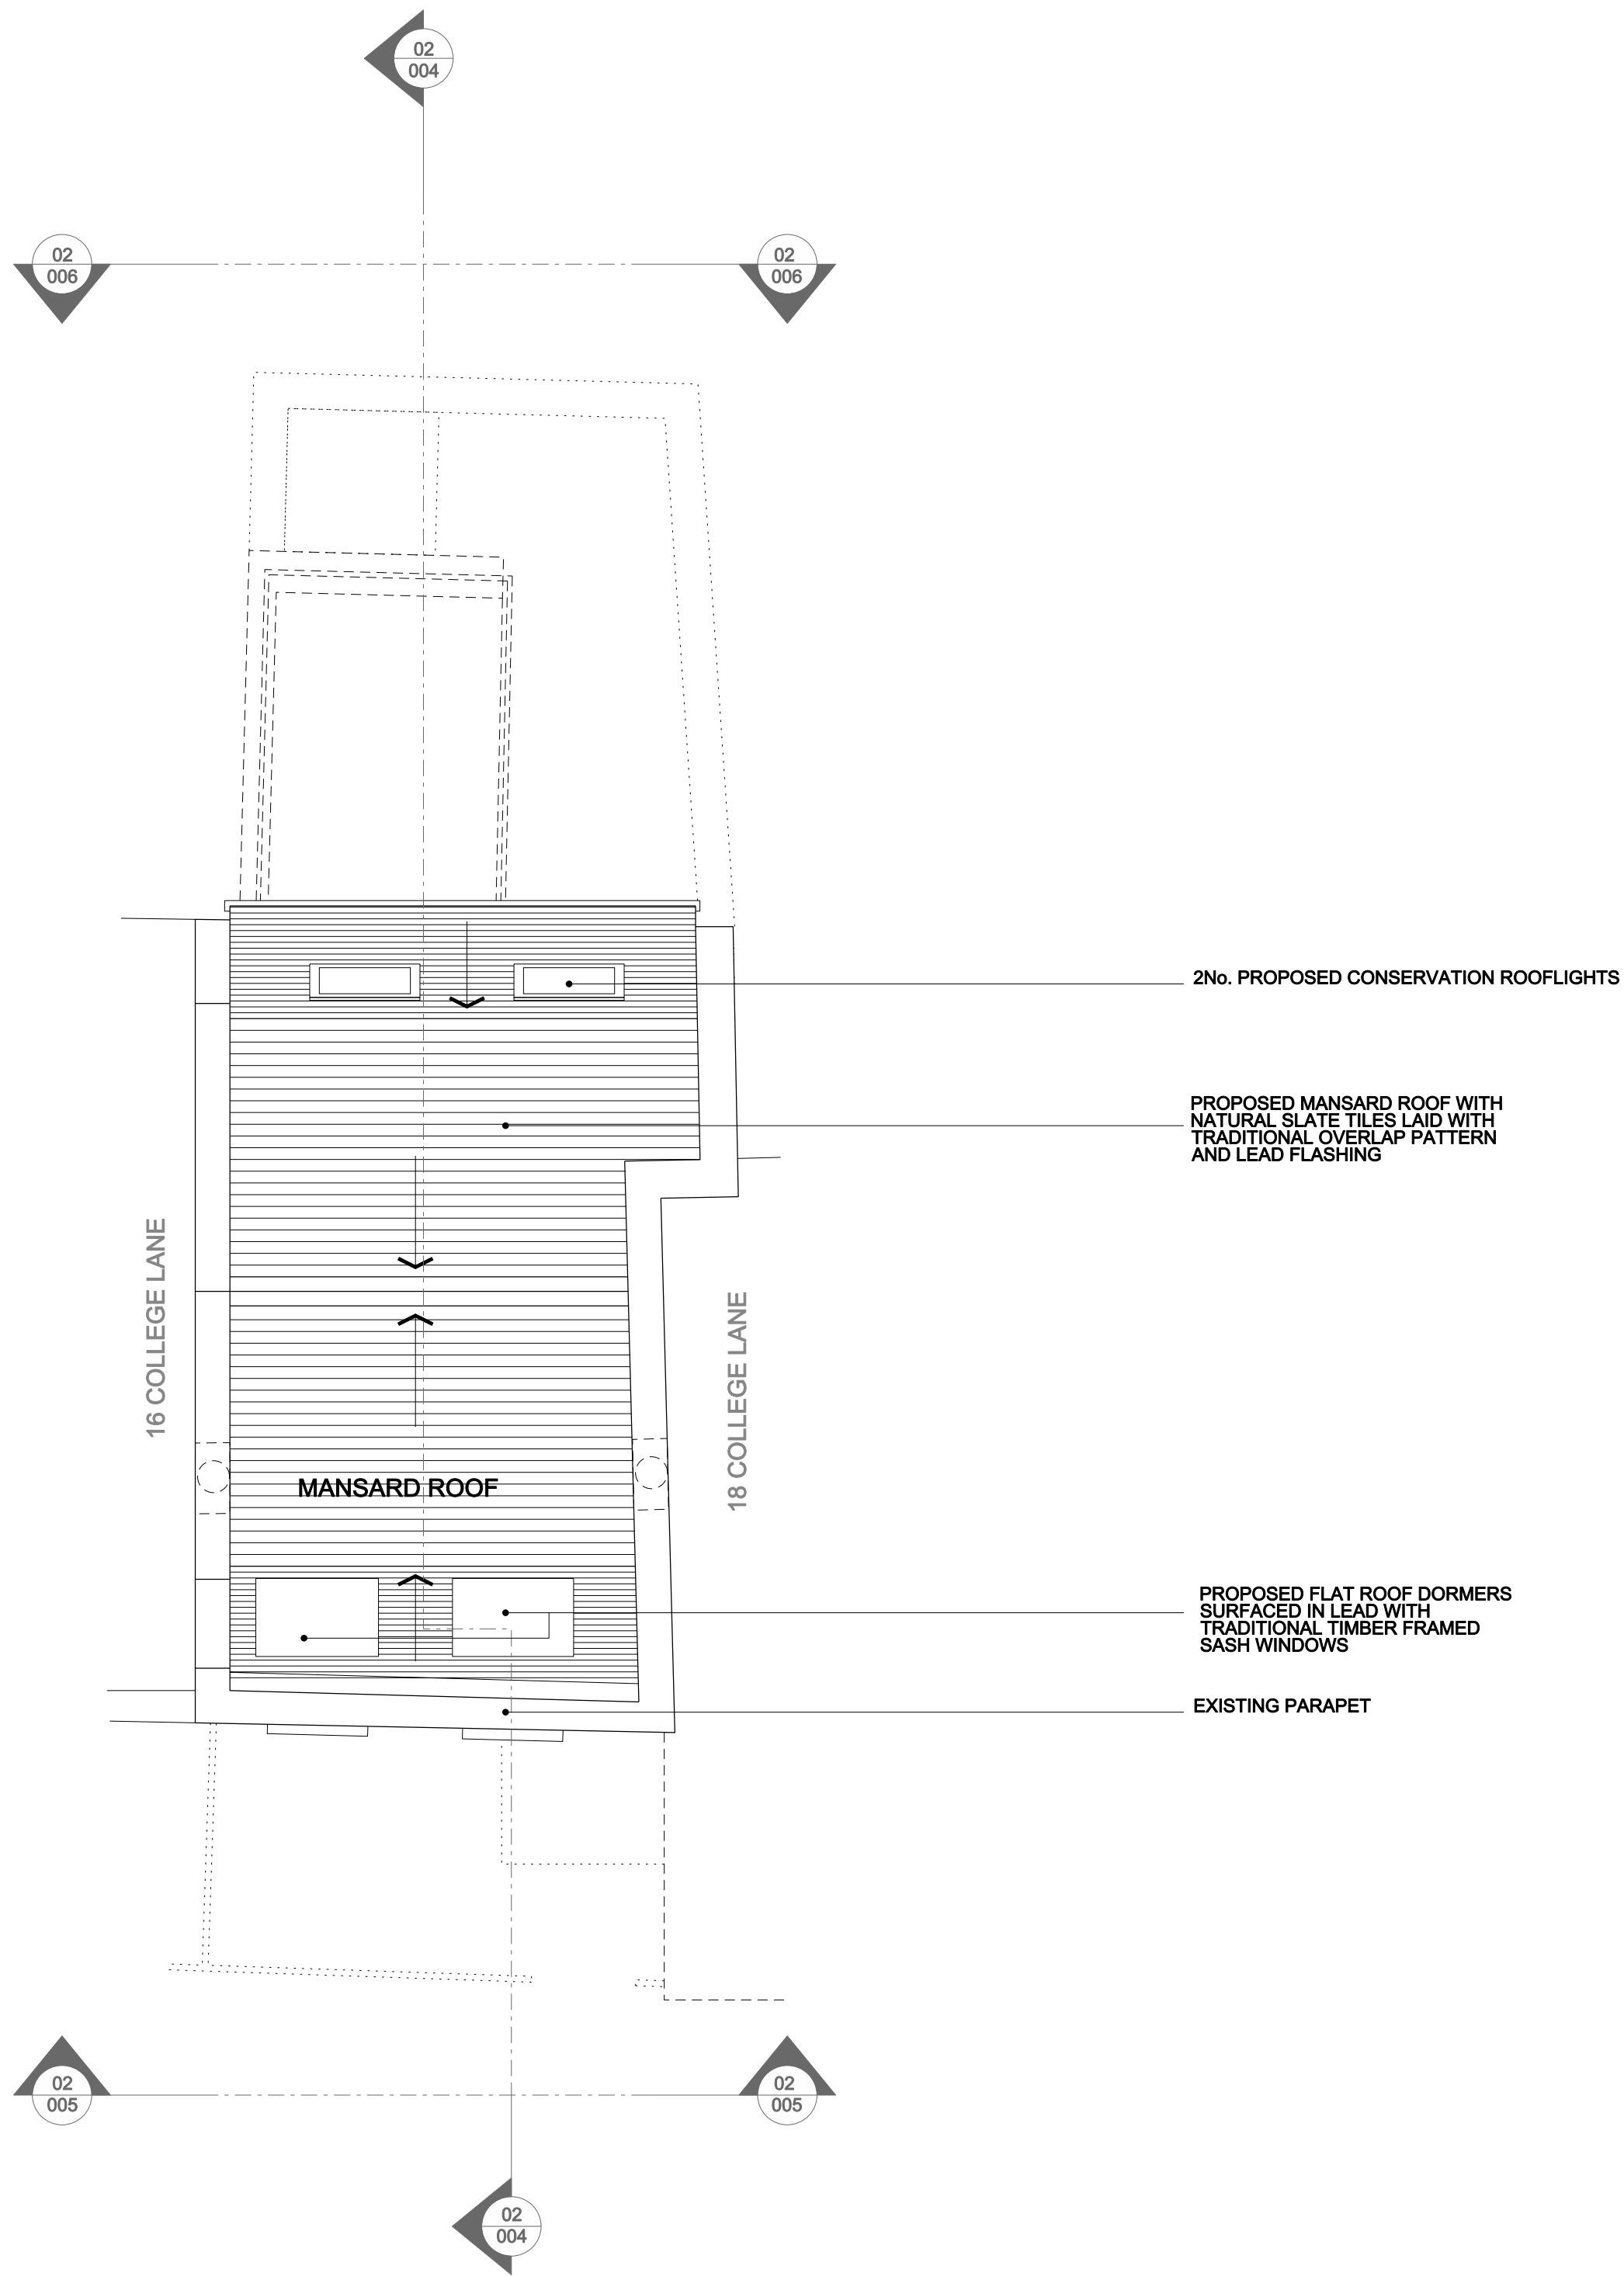 02
004
02
006
02
006
2No. PROPOSED CONSERVATION ROOFLIGHTS
PROPOSED MANSARD ROOF WITH
NATURAL SLATE TILES LAID WITH
TRADITIONAL OVERLAP PATTERN
AND LEAD FLASHING
16 COLLEGE LANE
18 COLLEGE LANE
MANSARD ROOF
PROPOSED FLAT ROOF DORMERS
SURFACED IN LEAD WITH
TRADITIONAL TIMBER FRAMED
SASH WINDOWS
EXISTING PARAPET
02
005
02
005
02
004